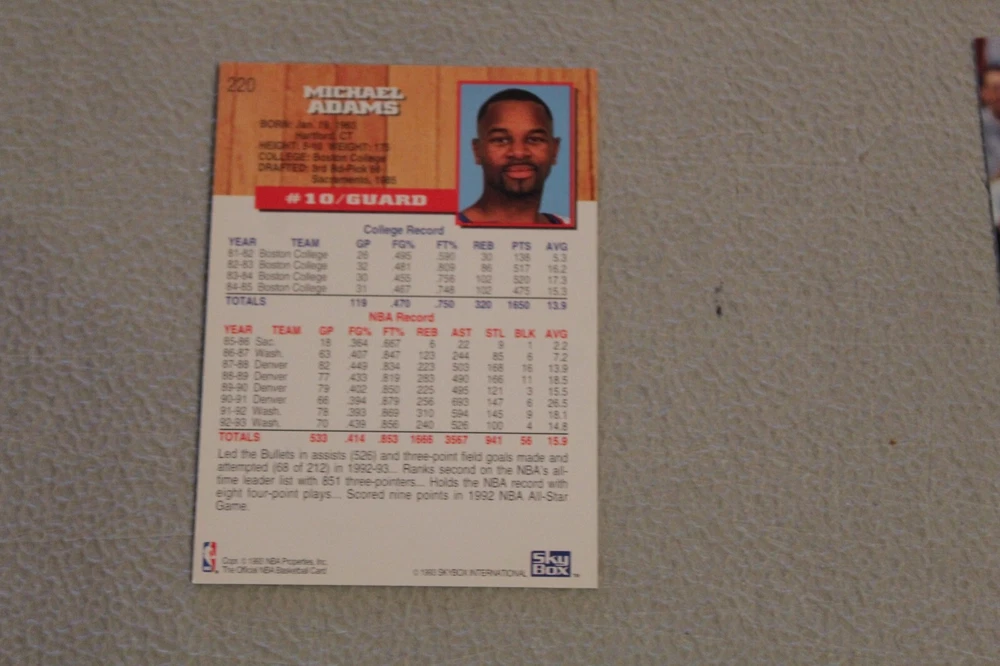 220
MICHAEL
ADAMS
BORN: Jan. 19, 1963
Hartford, CT
HEIGHT: 5-10 WEIGHT: 175
COLLEGE: Boston College
DRAFTED: 3rd Rd-Pick
Sacramento, 1985
#10/GUARD
College Record
YEAR TEAM GP FG% FT% REB PTS AVG
81-82 Boston College 26 .495 .590 30 138 5.3
82-83 Boston College 32 .481 .809 86 517 16.2
83-84 Boston College 30 .455 .756 102 520 17.3
84-85 Boston College 31 .467 .748 102 475 15.3
TOTALS 119 .470 .750 320 1650 13.9
NBA Record
YEAR TEAM GP FG% FT% REB AST STL BLK AVG
85-86 Sac. 18 .364 .667 6 22 9 1 2.2
86-87 Wash. 63 .407 .847 123 244 85 6 7.2
87-88 Denver 82 .449 .834 223 503 168 16 13.9
88-89 Denver 77 .433 .819 283 490 166 11 18.5
89-90 Denver 79 .402 .850 225 495 121 3 15.5
90-91 Denver 66 .394 .879 256 693 147 6 26.5
91-92 Wash. 78 .393 .869 310 594 145 9 18.1
92-93 Wash. 70 .439 .856 240 526 100 4 14.8
TOTALS 533 .414 .853 1666 3567 941 56 15.9
Led the Bullets in assists (526) and three-point field goals made and
attempted (68 of 212) in 1992-93... Ranks second on the NBA's all-
time leader list with 851 three-pointers... Holds the NBA record with
eight four-point plays... Scored nine points in 1992 NBA All-Star
Game.
Copr. © 1993 NBA Properties, Inc.
The Official NBA Basketball Card
© 1993 SKYBOX INTERNATIONAL
Sky
Box
TM